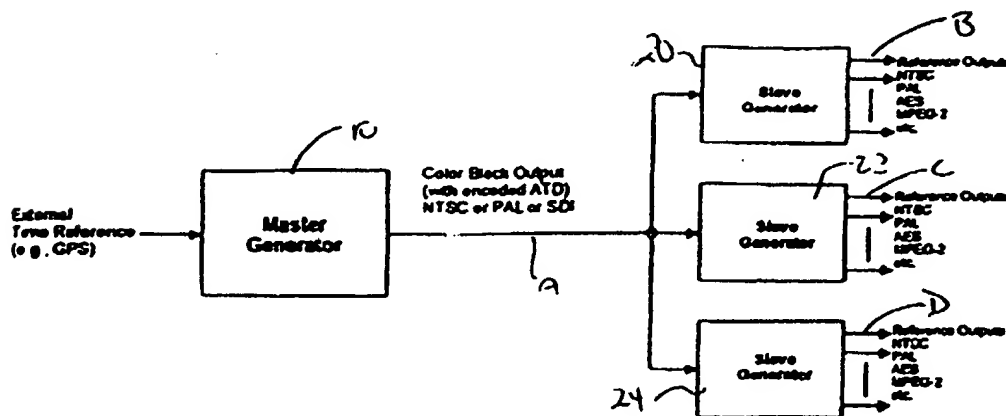 10
External
Time Reference
(e.g., GPS)
Master
Generator
Color Black Output
(with encoded ATD)
NTSC or PAL or SDI
A
20
Slave
Generator
B
Reference Outputs
NTSC
PAL
AES
MPEG-2
etc.
22
Slave
Generator
C
Reference Outputs
NTSC
PAL
AES
MPEG-2
etc.
24
Slave
Generator
D
Reference Outputs
NTSC
PAL
AES
MPEG-2
etc.